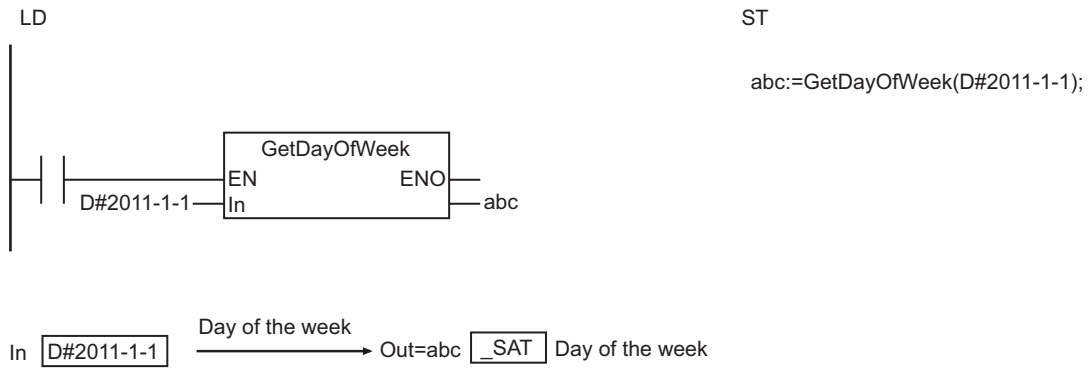 LD
ST
abc:=GetDayOfWeek(D#2011-1-1);
GetDayOfWeek
EN ENO
D#2011-1-1 In abc
Day of the week
In D#2011-1-1 Out=abc _SAT Day of the week